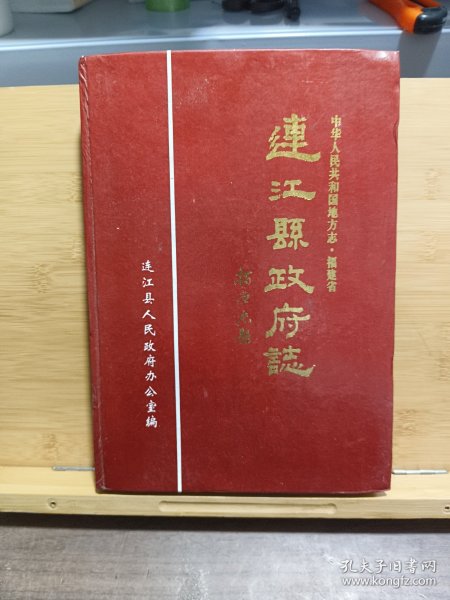 中华人民共和国地方志·福建省
連江縣政府誌
连江县人民政府办公室编
孔夫子旧书网
www.kongfz.com